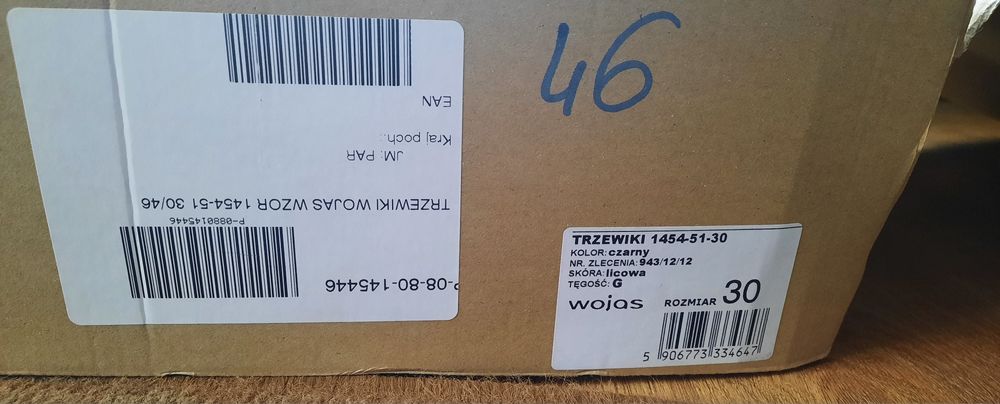 46
P-08-80-145446
P-0880145446
TRZEWIKI WOJAS WZOR 1454-51 30/46
JM: PAR
Kraj poch.:
EAN
TRZEWIKI 1454-51-30
KOLOR: czarny
NR. ZLECENIA: 943/12/12
SKÓRA: licowa
TĘGOŚĆ: G
wojas ROZMIAR 30
5 906773 334647